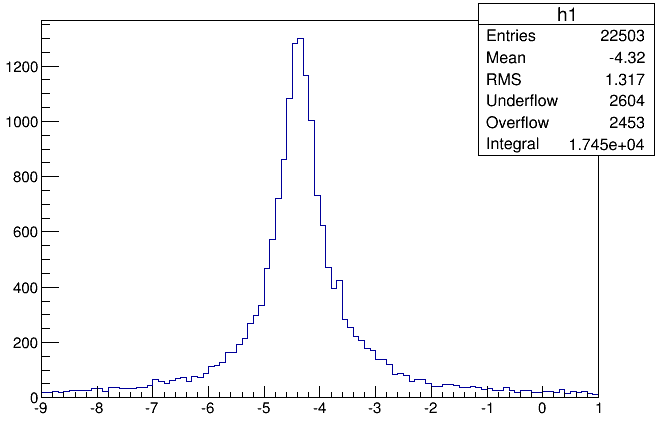 h1
Entries 22503
Mean -4.32
RMS 1.317
Underflow 2604
Overflow 2453
Integral 1.745e+04
1200
1000
800
600
400
200
0
-9 -8 -7 -6 -5 -4 -3 -2 -1 0 1